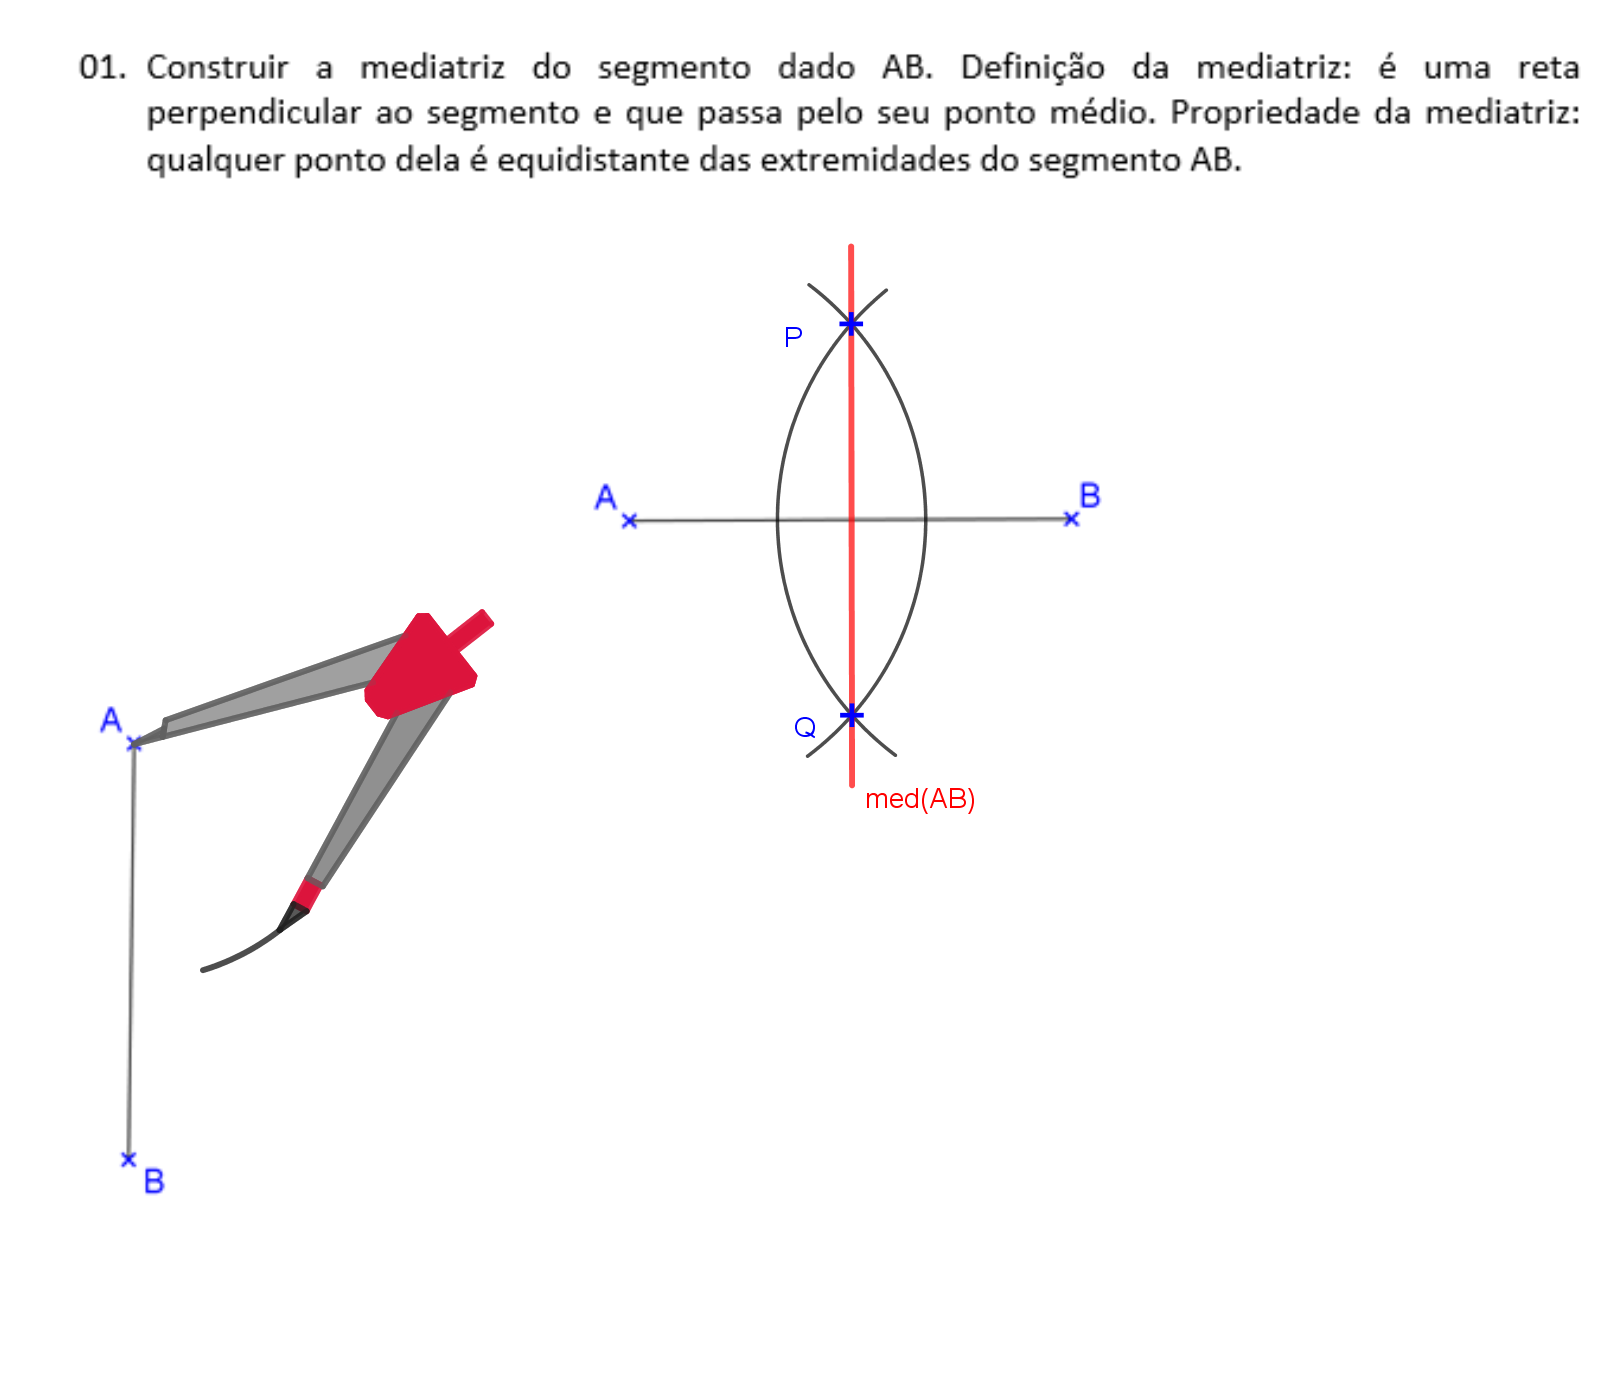 01. Construir a mediatriz do segmento dado AB. Definição da mediatriz: é uma reta
perpendicular ao segmento e que passa pelo seu ponto médio. Propriedade da mediatriz:
qualquer ponto dela é equidistante das extremidades do segmento AB.
P
A
B
A
Q
med(AB)
B